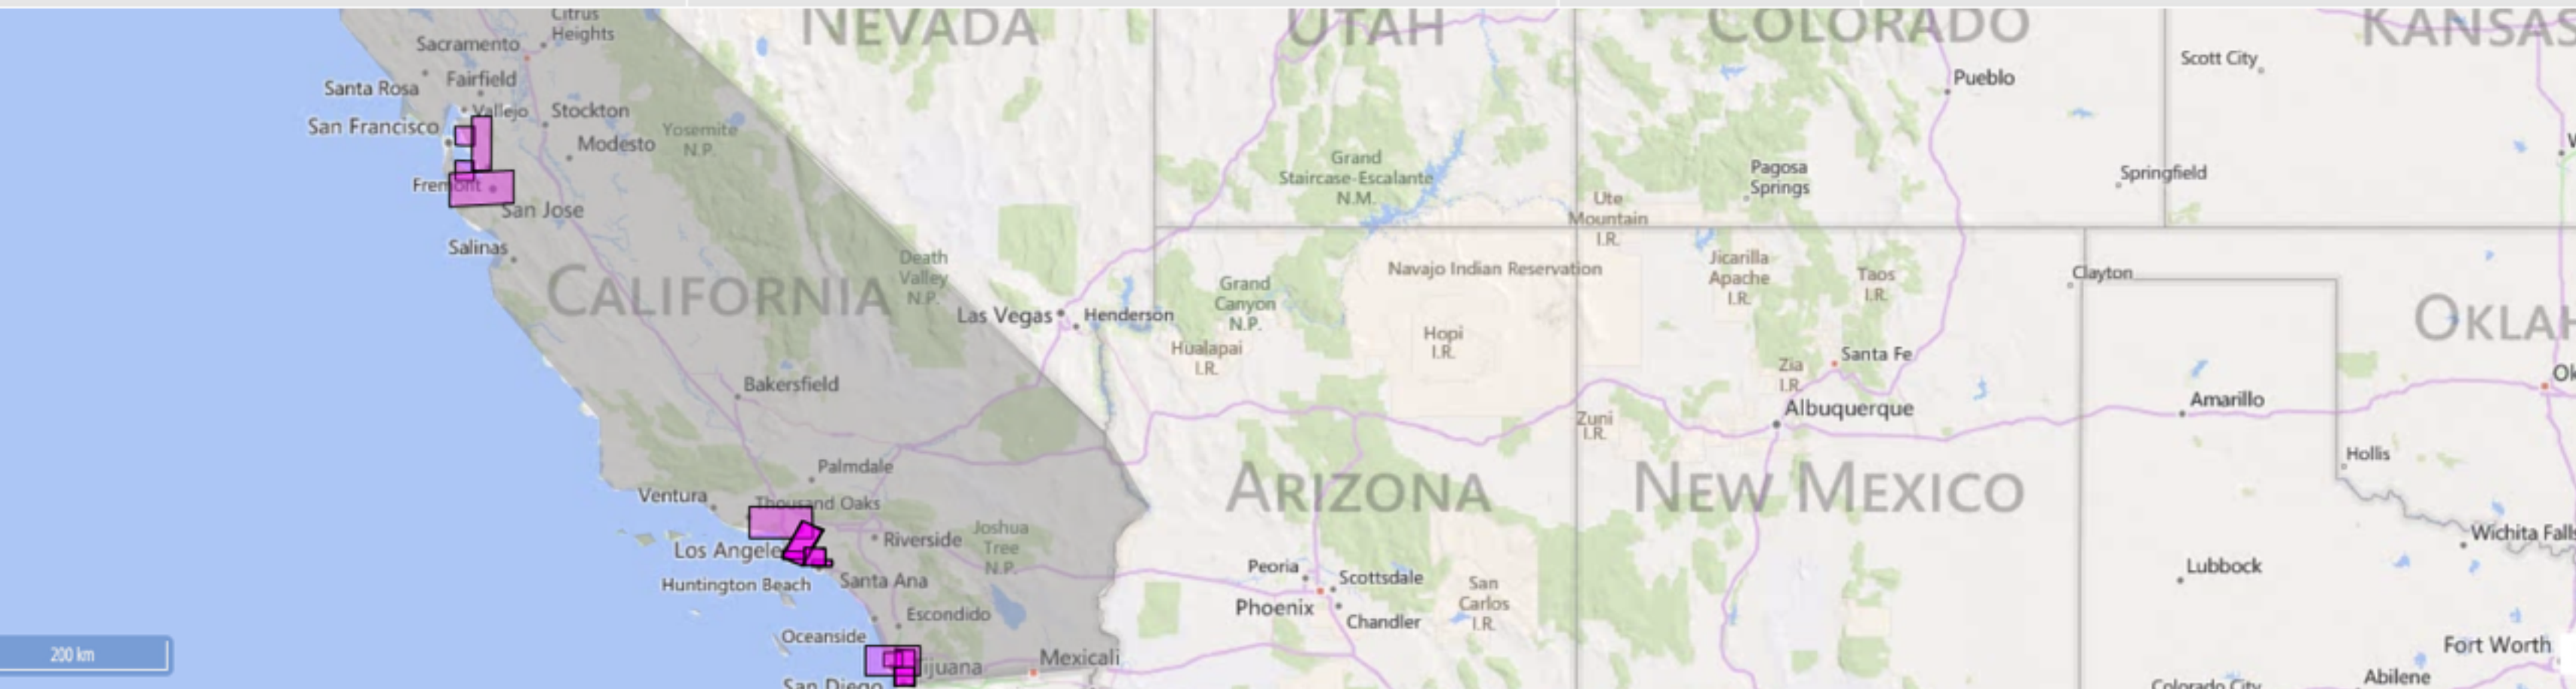 NEVADA
UTAH
COLORADO
KANSAS
Citrus
Heights
Sacramento
Scott City
Santa Rosa
Fairfield
Pueblo
Vallejo
Stockton
San Francisco
Yosemite
N.P.
Modesto
Grand
Staircase-Escalante
N.M.
Pagosa
Springs
Springfield
Fremont
San Jose
Ute
Mountain
I.R.
Salinas
Death
Valley
N.P.
Navajo Indian Reservation
Jicarilla
Apache
I.R.
Taos
I.R.
Clayton
CALIFORNIA
Grand
Canyon
N.P.
Las Vegas
Henderson
OKLAH
Hopi
I.R.
Hualapai
I.R.
Santa Fe
Zia
I.R.
Ok
Bakersfield
Albuquerque
Amarillo
Zuni
I.R.
Hollis
Palmdale
Ventura
Thousand Oaks
ARIZONA
NEW MEXICO
Joshua
Tree
N.P.
Riverside
Wichita Falls
Los Angele
Huntington Beach
Santa Ana
Peoria
Scottsdale
Lubbock
San
Carlos
I.R.
Phoenix
Chandler
Escondido
Oceanside
200 km
ijuana
Mexicali
Fort Worth
San Diego
Abilene
Colorado City